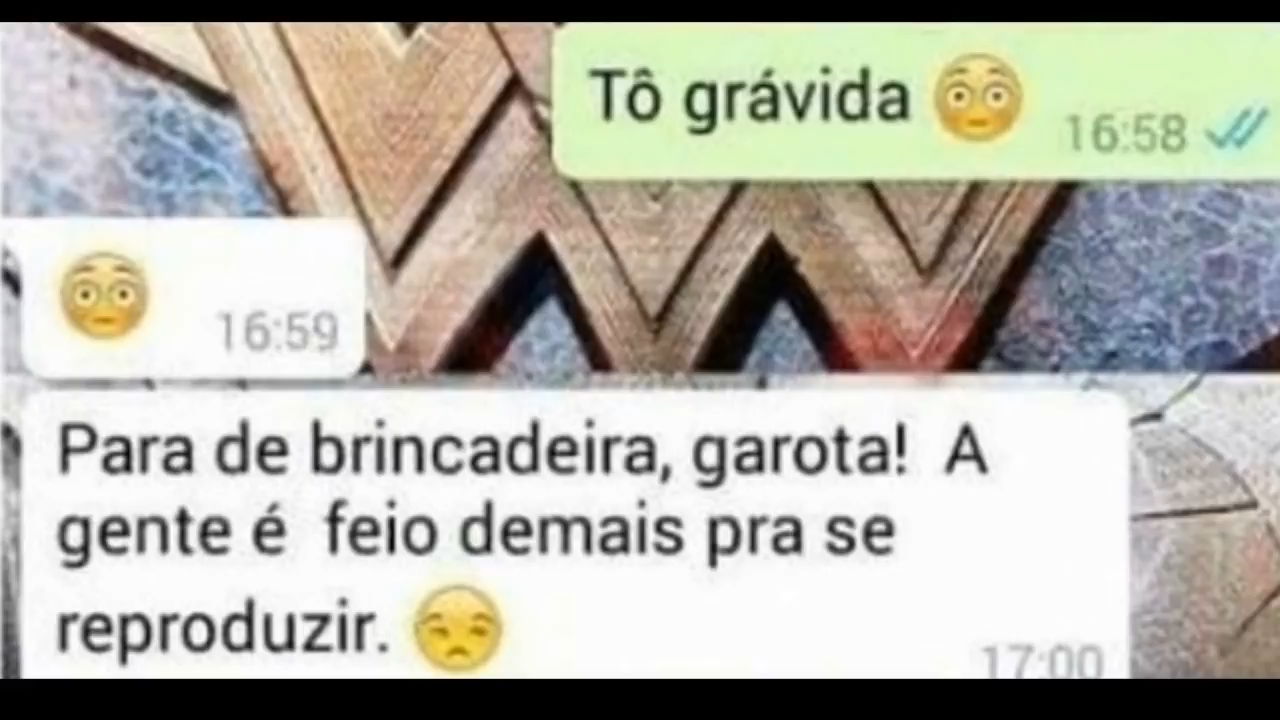 Tô grávida 😳 16:58
😳 16:59
Para de brincadeira, garota! A
gente é feio demais pra se
reproduzir. 😒 17:00